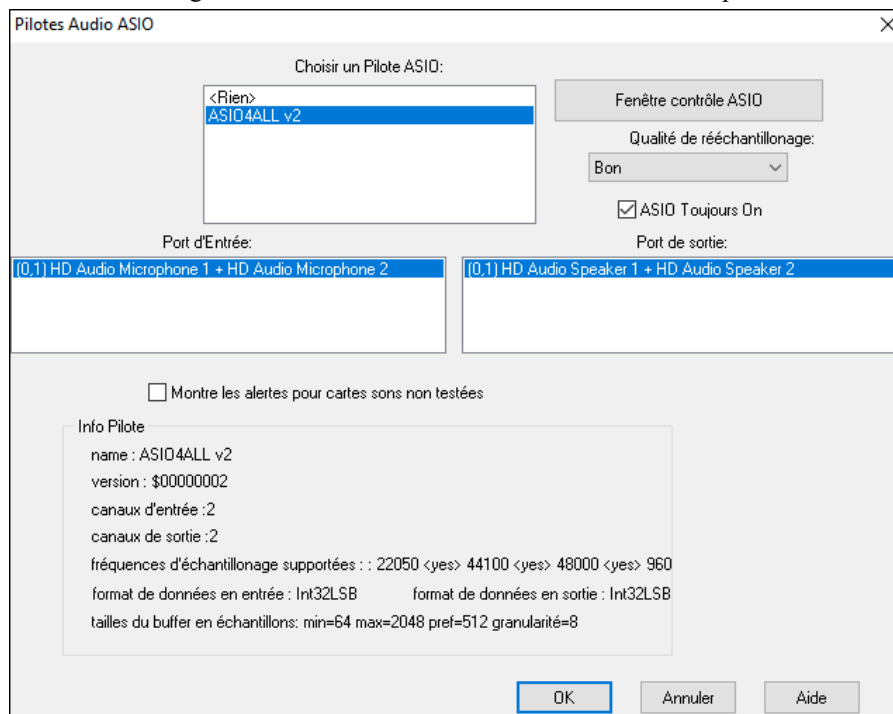 Pilotes Audio ASIO
Choisir un Pilote ASIO:
<Rien>
ASIO4ALL v2
Fenêtre contrôle ASIO
Qualité de rééchantillonage:
Bon
ASIO Toujours On
Port d'Entrée:
Port de sortie:
(0,1) HD Audio Microphone 1 + HD Audio Microphone 2
(0,1) HD Audio Speaker 1 + HD Audio Speaker 2
Montre les alertes pour cartes sons non testées
Info Pilote
name : ASIO4ALL v2
version : $00000002
canaux d'entrée :2
canaux de sortie :2
fréquences d'échantillonage supportées : : 22050 <yes> 44100 <yes> 48000 <yes> 960
format de données en entrée : Int32LSB format de données en sortie : Int32LSB
tailles du buffer en échantillons: min=64 max=2048 pref=512 granularité=8
OK Annuler Aide